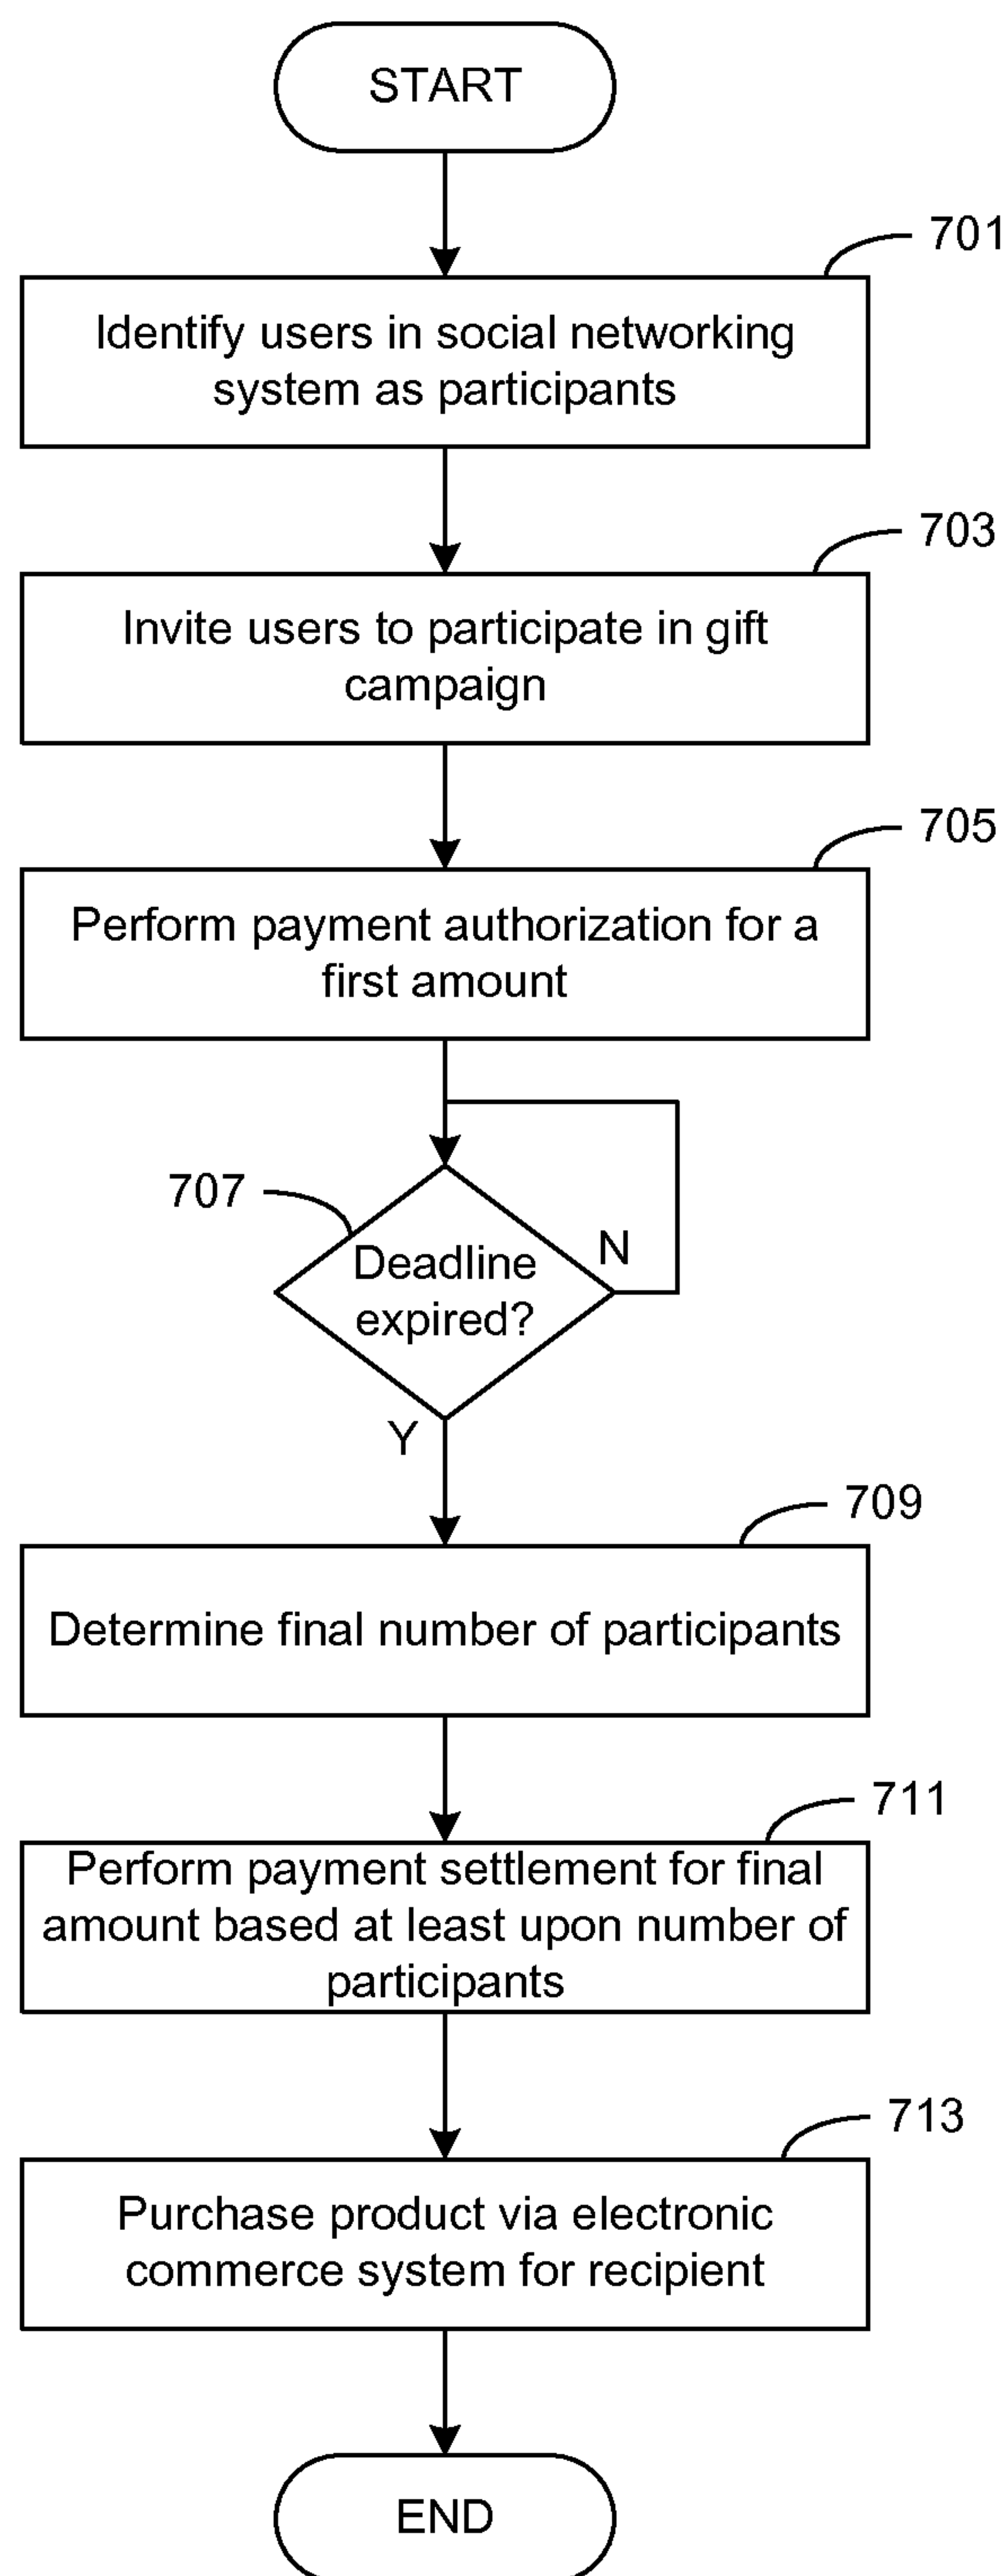 START
701
Identify users in social networking
system as participants
703
Invite users to participate in gift
campaign
705
Perform payment authorization for a
first amount
707
Deadline
expired?
N
Y
709
Determine final number of participants
711
Perform payment settlement for final
amount based at least upon number of
participants
713
Purchase product via electronic
commerce system for recipient
END